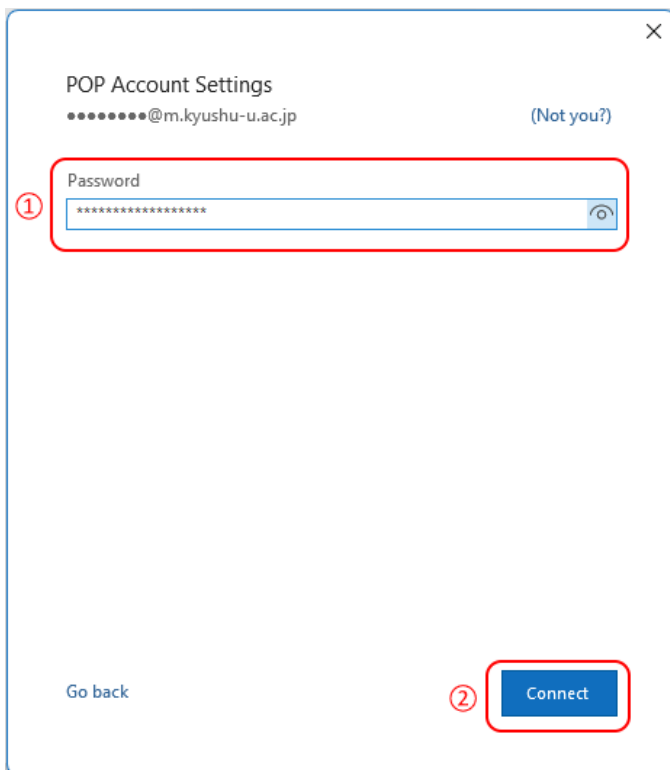 POP Account Settings
●●●●●●●●@m.kyushu-u.ac.jp (Not you?)
Password
① ******************
Go back ② Connect